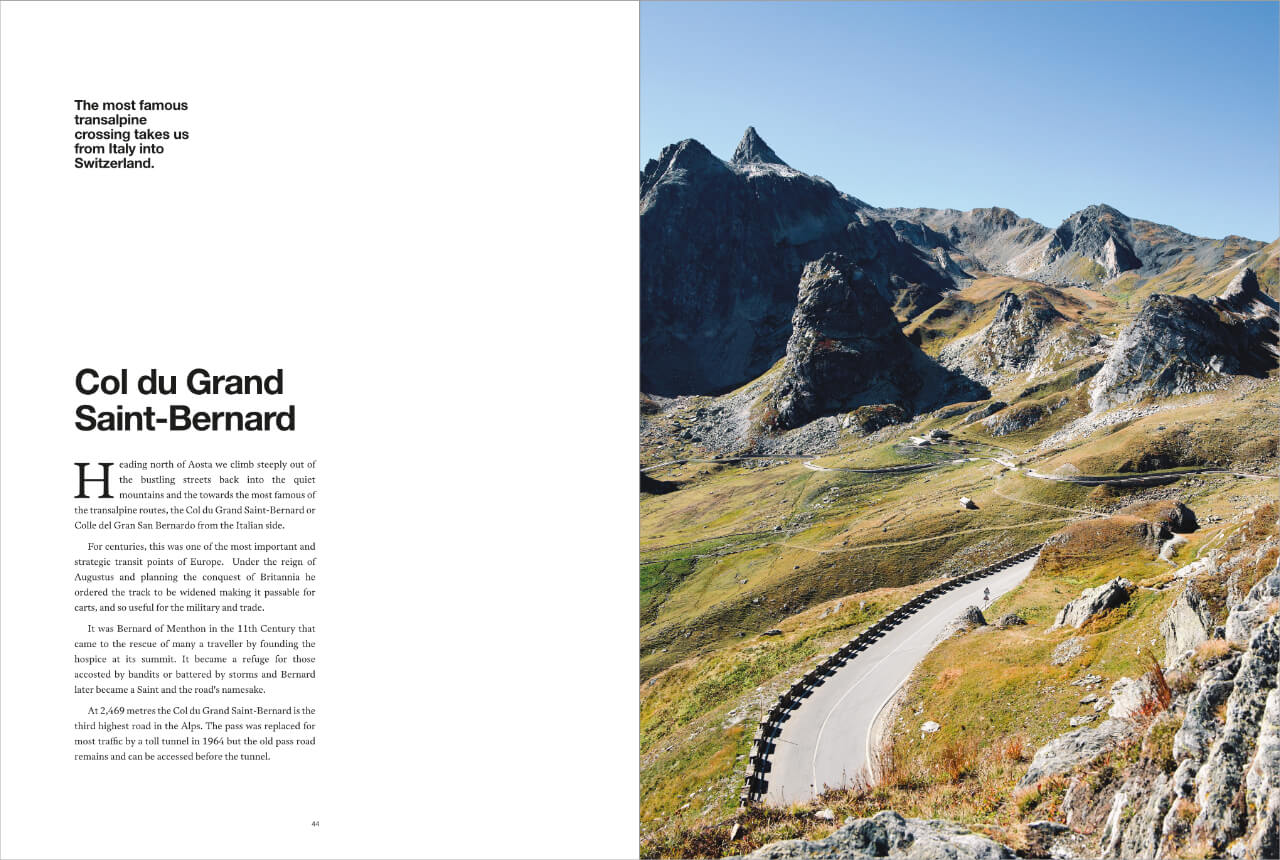 The most famous
transalpine
crossing takes us
from Italy into
Switzerland.
Col du Grand
Saint-Bernard
Heading north of Aosta we climb steeply out of
the bustling streets back into the quiet
mountains and the towards the most famous of
the transalpine routes, the Col du Grand Saint-Bernard or
Colle del Gran San Bernardo from the Italian side.
For centuries, this was one of the most important and
strategic transit points of Europe.  Under the reign of
Augustus and planning the conquest of Britannia he
ordered the track to be widened making it passable for
carts, and so useful for the military and trade.
It was Bernard of Menthon in the 11th Century that
came to the rescue of many a traveller by founding the
hospice at its summit. It became a refuge for those
accosted by bandits or battered by storms and Bernard
later became a Saint and the road's namesake.
At 2,469 metres the Col du Grand Saint-Bernard is the
third highest road in the Alps. The pass was replaced for
most traffic by a toll tunnel in 1964 but the old pass road
remains and can be accessed before the tunnel.
44